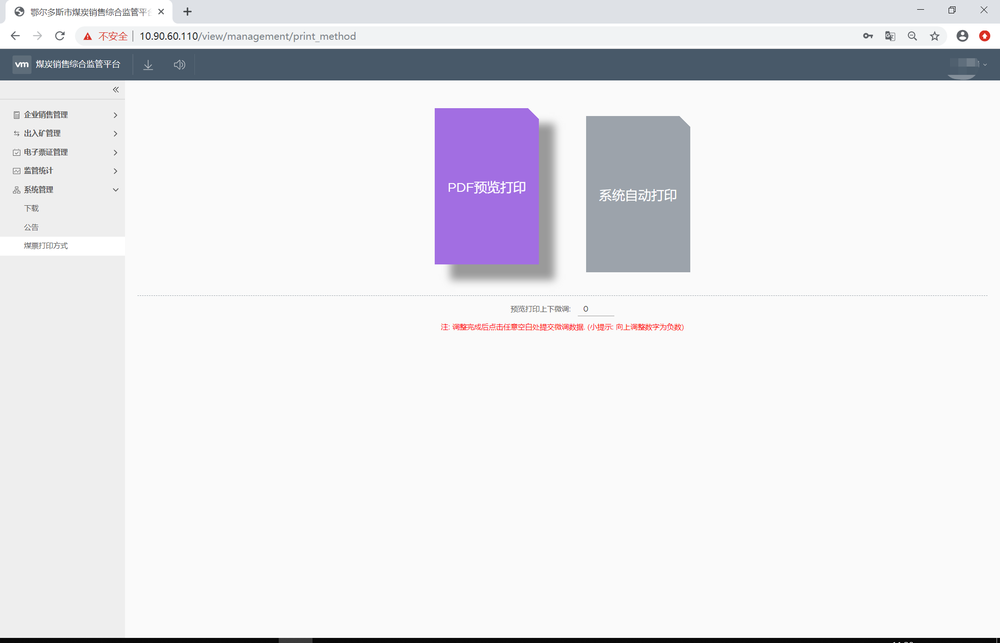 鄂尔多斯市煤炭销售综合监管平
不安全
10.90.60.110/view/management/print_method
vm 煤炭销售综合监管平台
企业销售管理
出入矿管理
电子票证管理
监管统计
系统管理
下载
公告
煤票打印方式
PDF预览打印
系统自动打印
预览打印上下微调: 0
注: 调整完成后点击任意空白处提交微调数据. (小提示: 向上调整数字为负数)